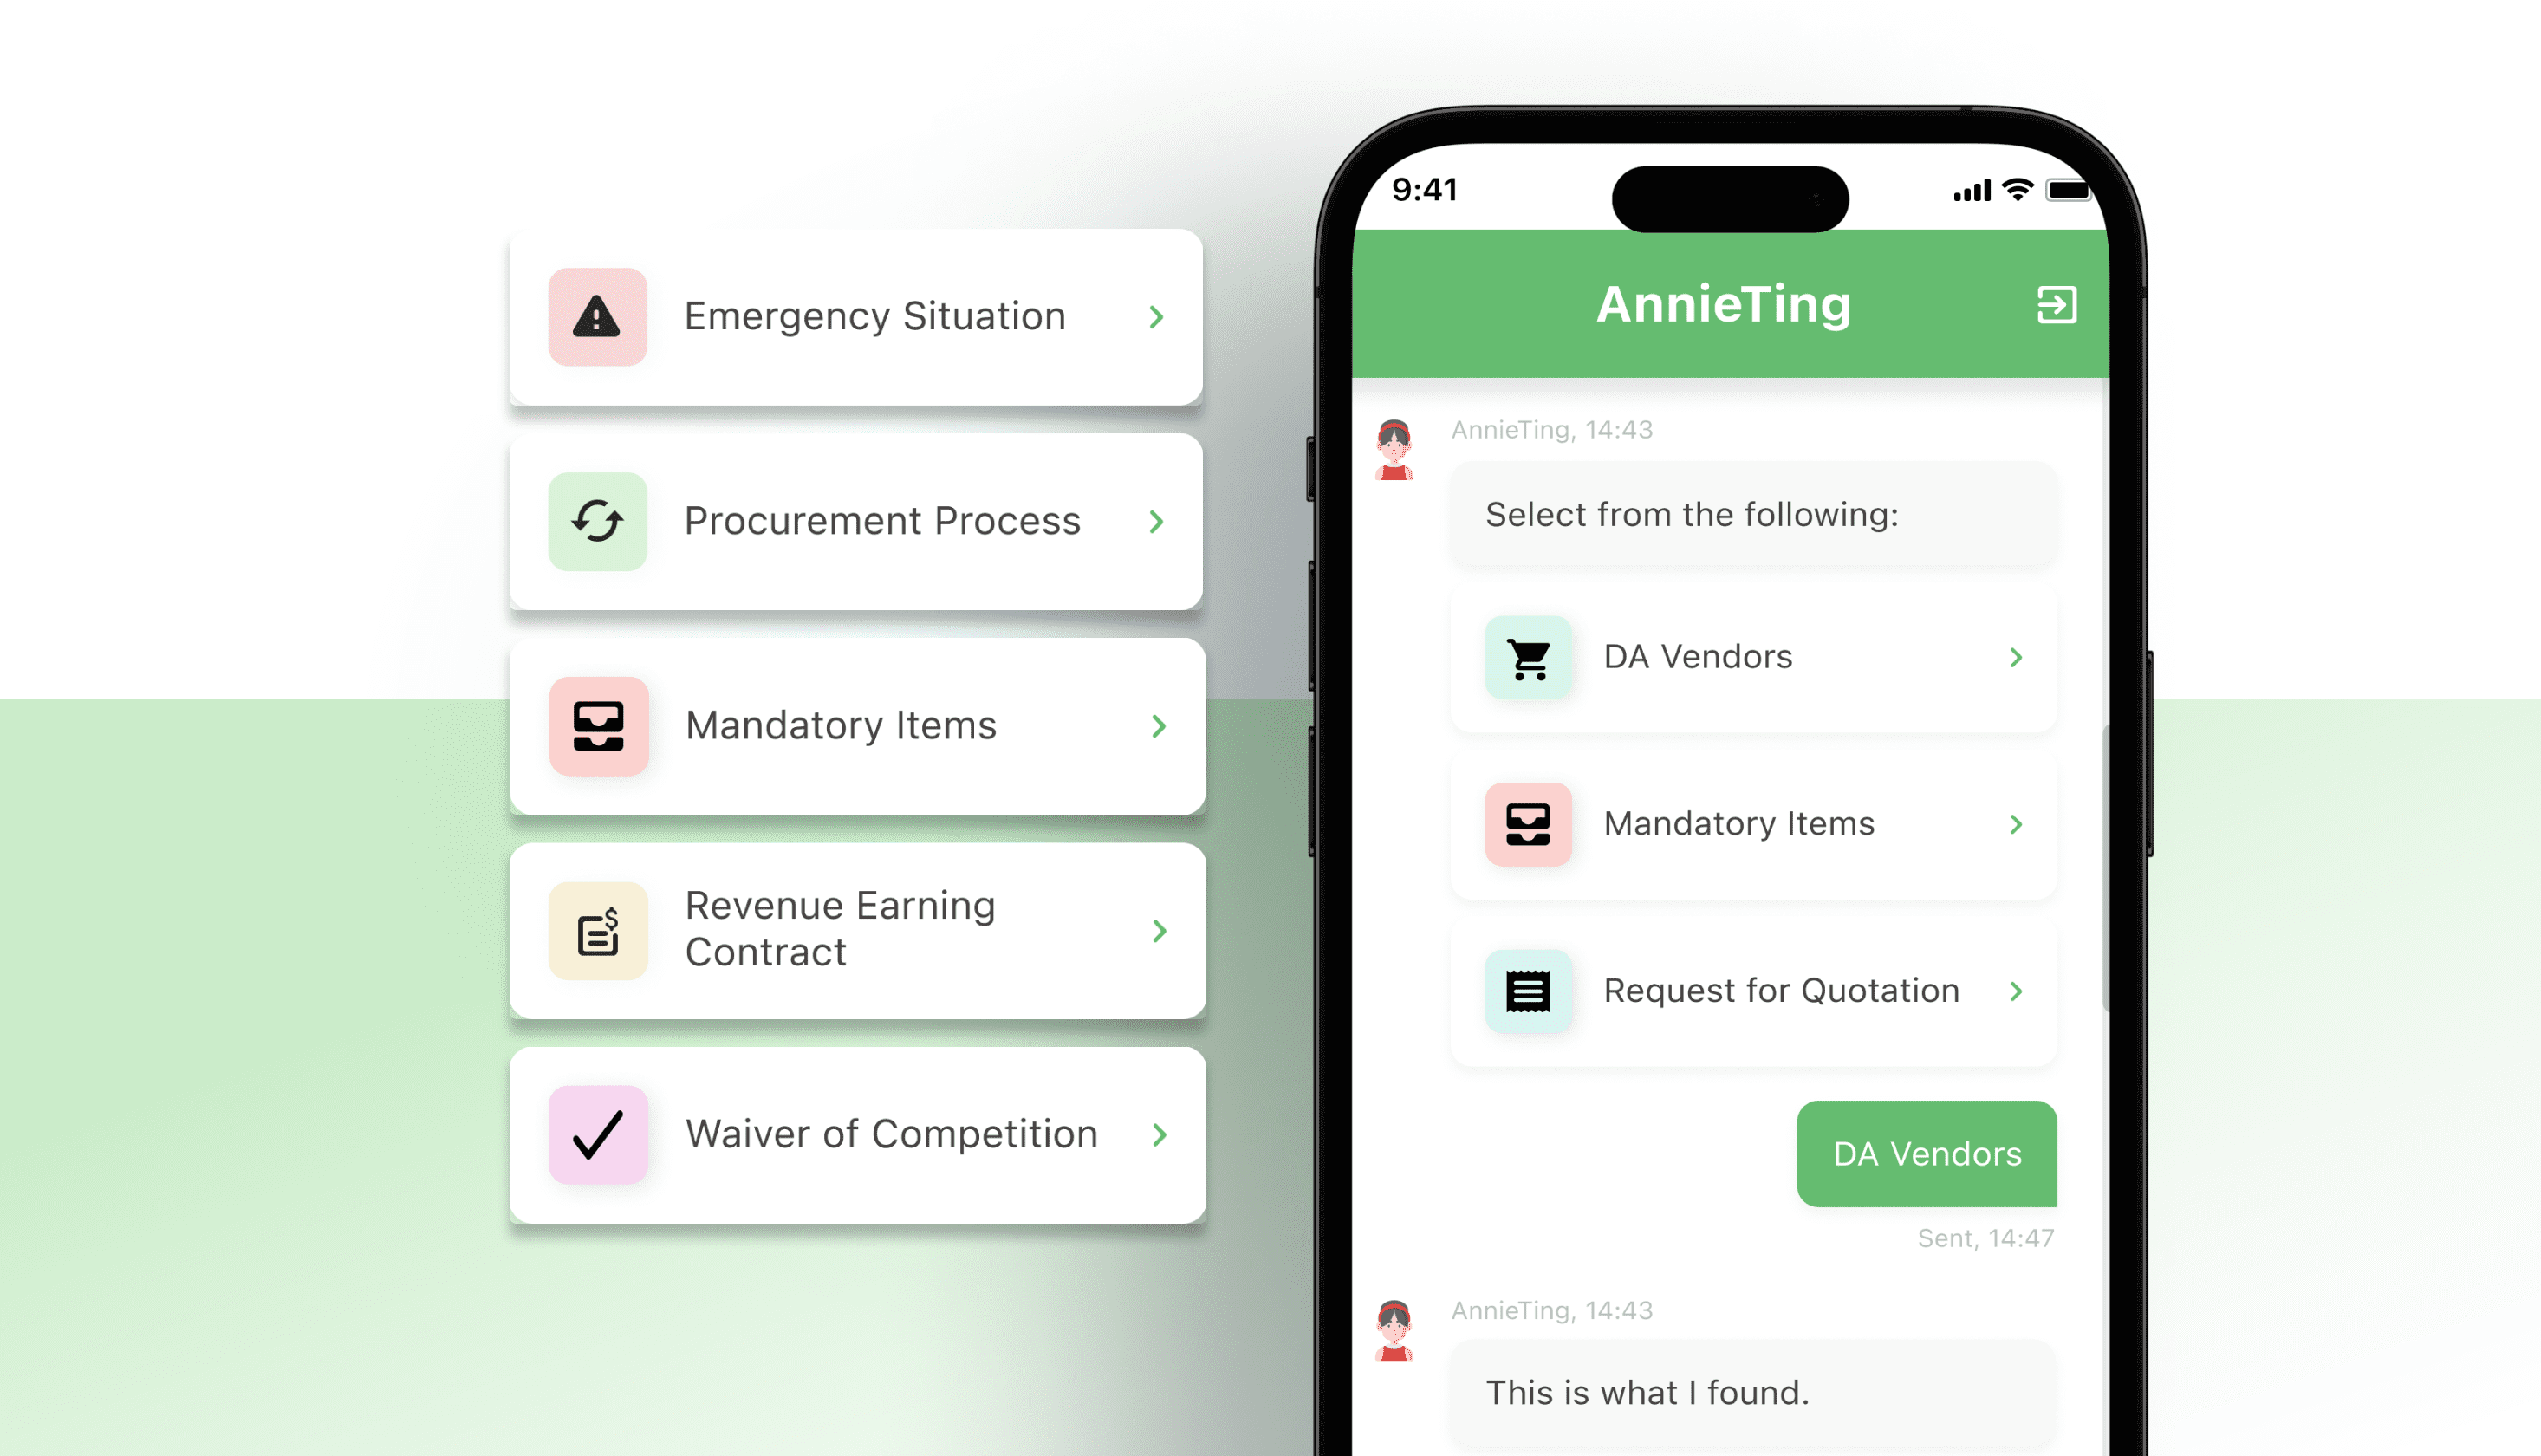 Emergency Situation
Procurement Process
Mandatory Items
Revenue Earning
Contract
Waiver of Competition
9:41
AnnieTing
AnnieTing, 14:43
Select from the following:
DA Vendors
Mandatory Items
Request for Quotation
DA Vendors
Sent, 14:47
AnnieTing, 14:43
This is what I found.